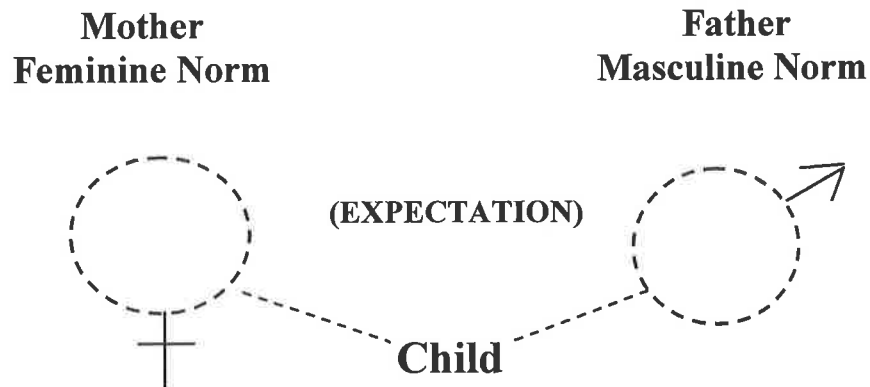 Mother
Feminine Norm
Father
Masculine Norm
(EXPECTATION)
Child